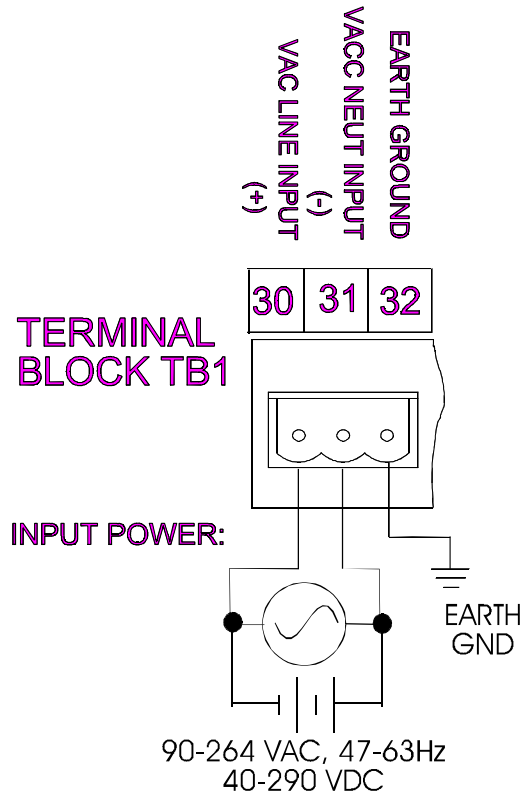 VAC LINE INPUT
(+)
VACC NEUT INPUT
(-)
EARTH GROUND
30 31 32
TERMINAL
BLOCK TB1
INPUT POWER:
EARTH
GND
90-264 VAC, 47-63Hz
40-290 VDC